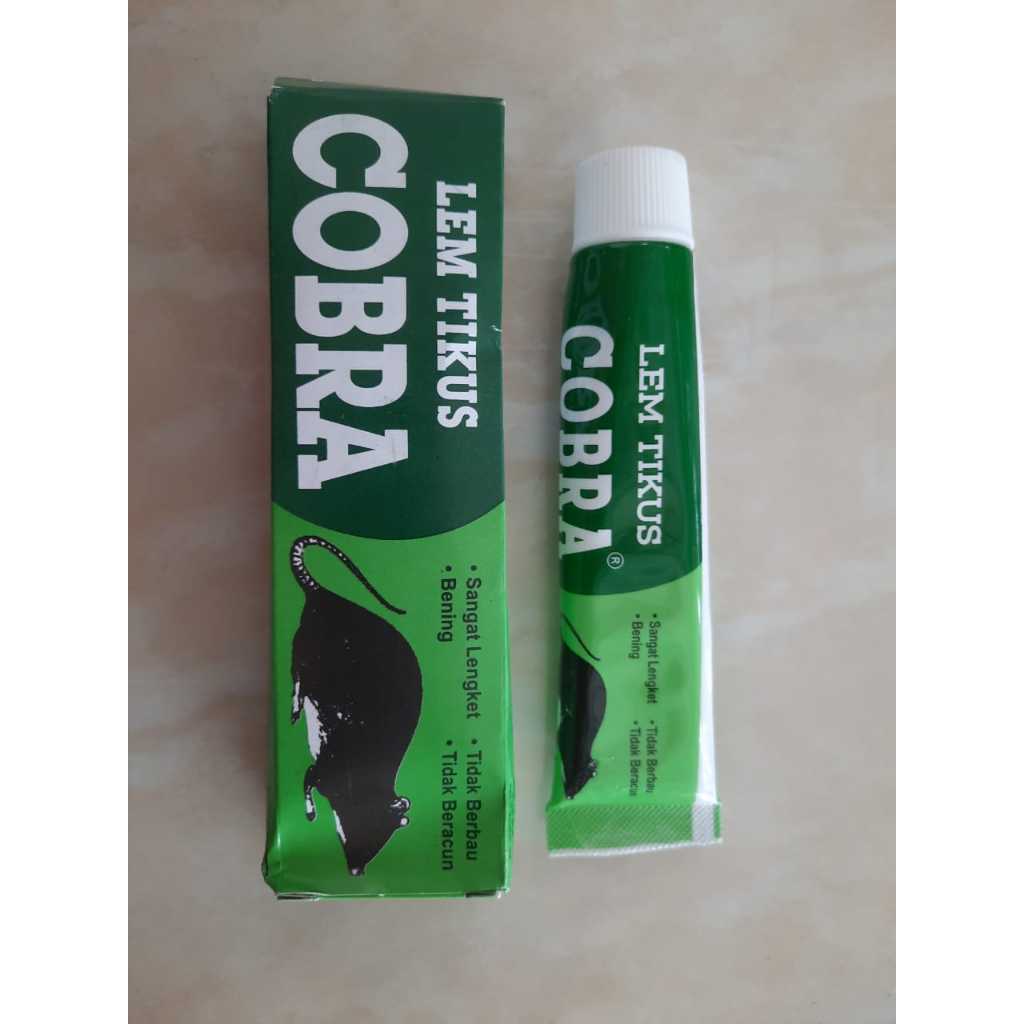 LEM TIKUS
COBRA
• Sangat Lengket • Tidak Berbau
• Bening • Tidak Beracun
LEM TIKUS
COBRA ®
• Sangat Lengket • Tidak Berbau
• Bening • Tidak Beracun